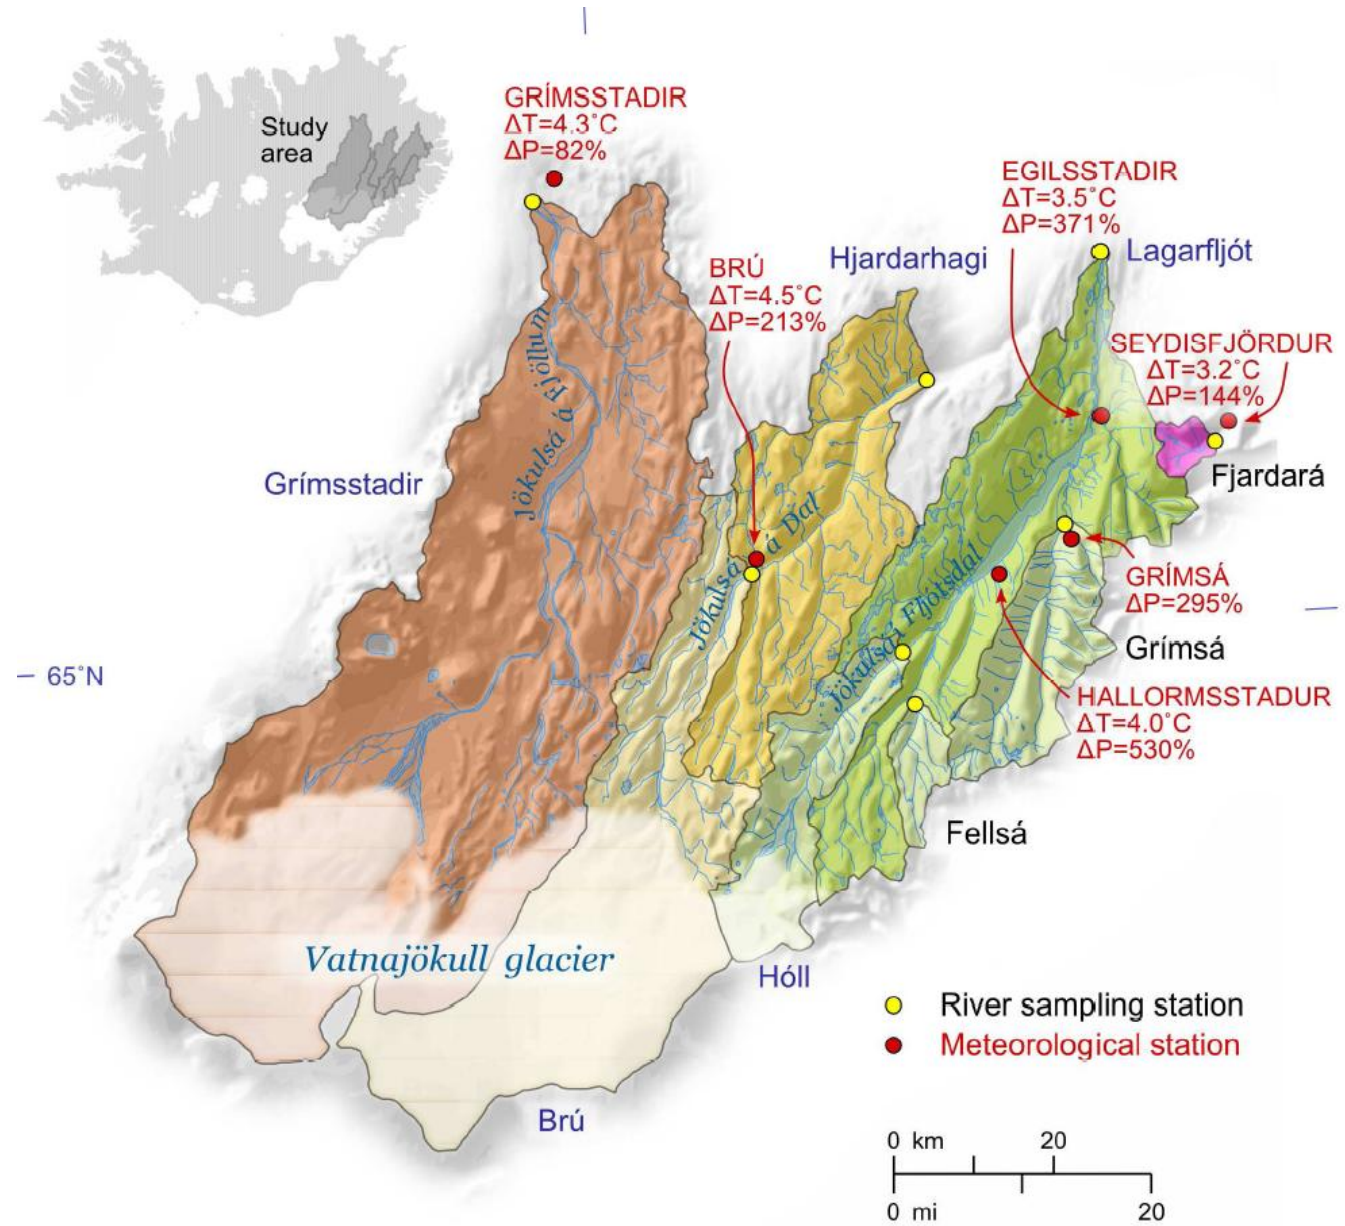 GRÍMSSTADIR
ΔT=4.3˚C
ΔP=82%
Study
area
EGILSSTADIR
ΔT=3.5˚C
ΔP=371%
Hjardarhagi
Lagarfljót
BRÚ
ΔT=4.5˚C
ΔP=213%
SEYDISFJÖRDUR
ΔT=3.2˚C
ΔP=144%
Jökulsá á Fjöllum
Grímsstadir
Fjardará
Jökulsá á Dal
Jökulsá í Fljótsdal
GRÍMSÁ
ΔP=295%
Grímsá
65˚N
HALLORMSSTADUR
ΔT=4.0˚C
ΔP=530%
Fellsá
Vatnajökull glacier
Hóll
River sampling station
Meteorological station
Brú
0 km 20
0 mi 20